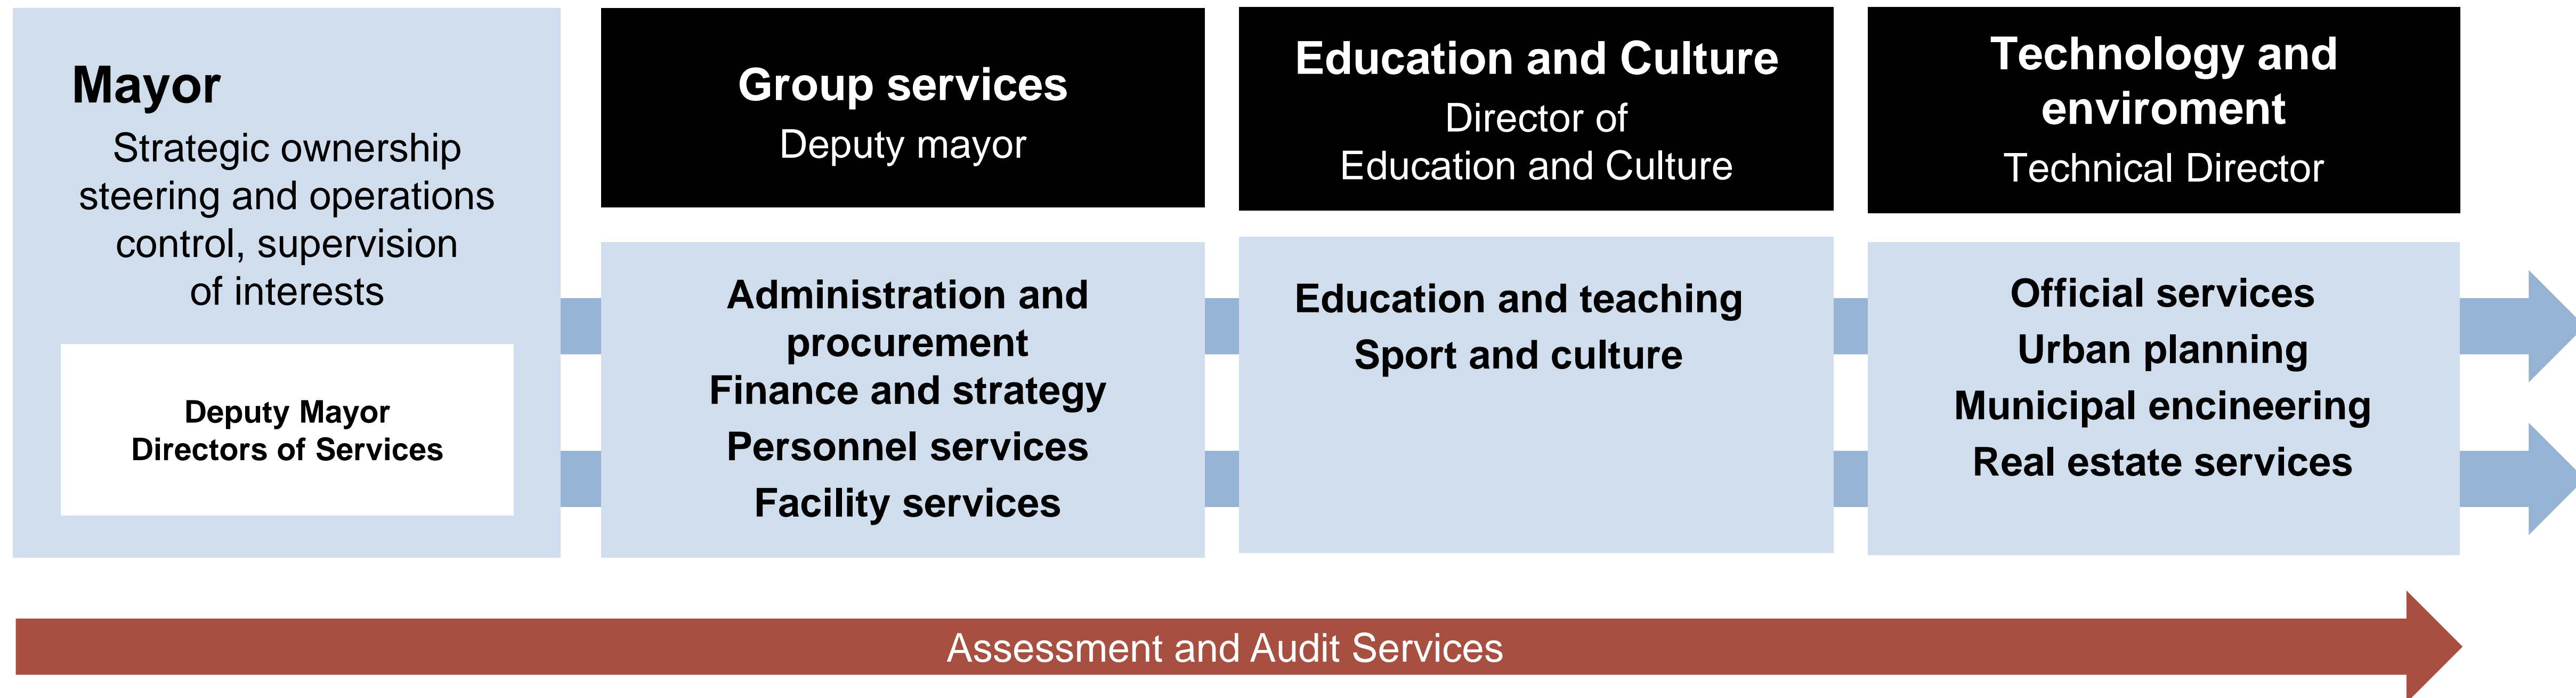 Mayor
Strategic ownership
steering and operations
control, supervision
of interests
Deputy Mayor
Directors of Services
Group services
Deputy mayor
Administration and
procurement
Finance and strategy
Personnel services
Facility services
Education and Culture
Director of
Education and Culture
Education and teaching
Sport and culture
Technology and
enviroment
Technical Director
Official services
Urban planning
Municipal encineering
Real estate services
Assessment and Audit Services